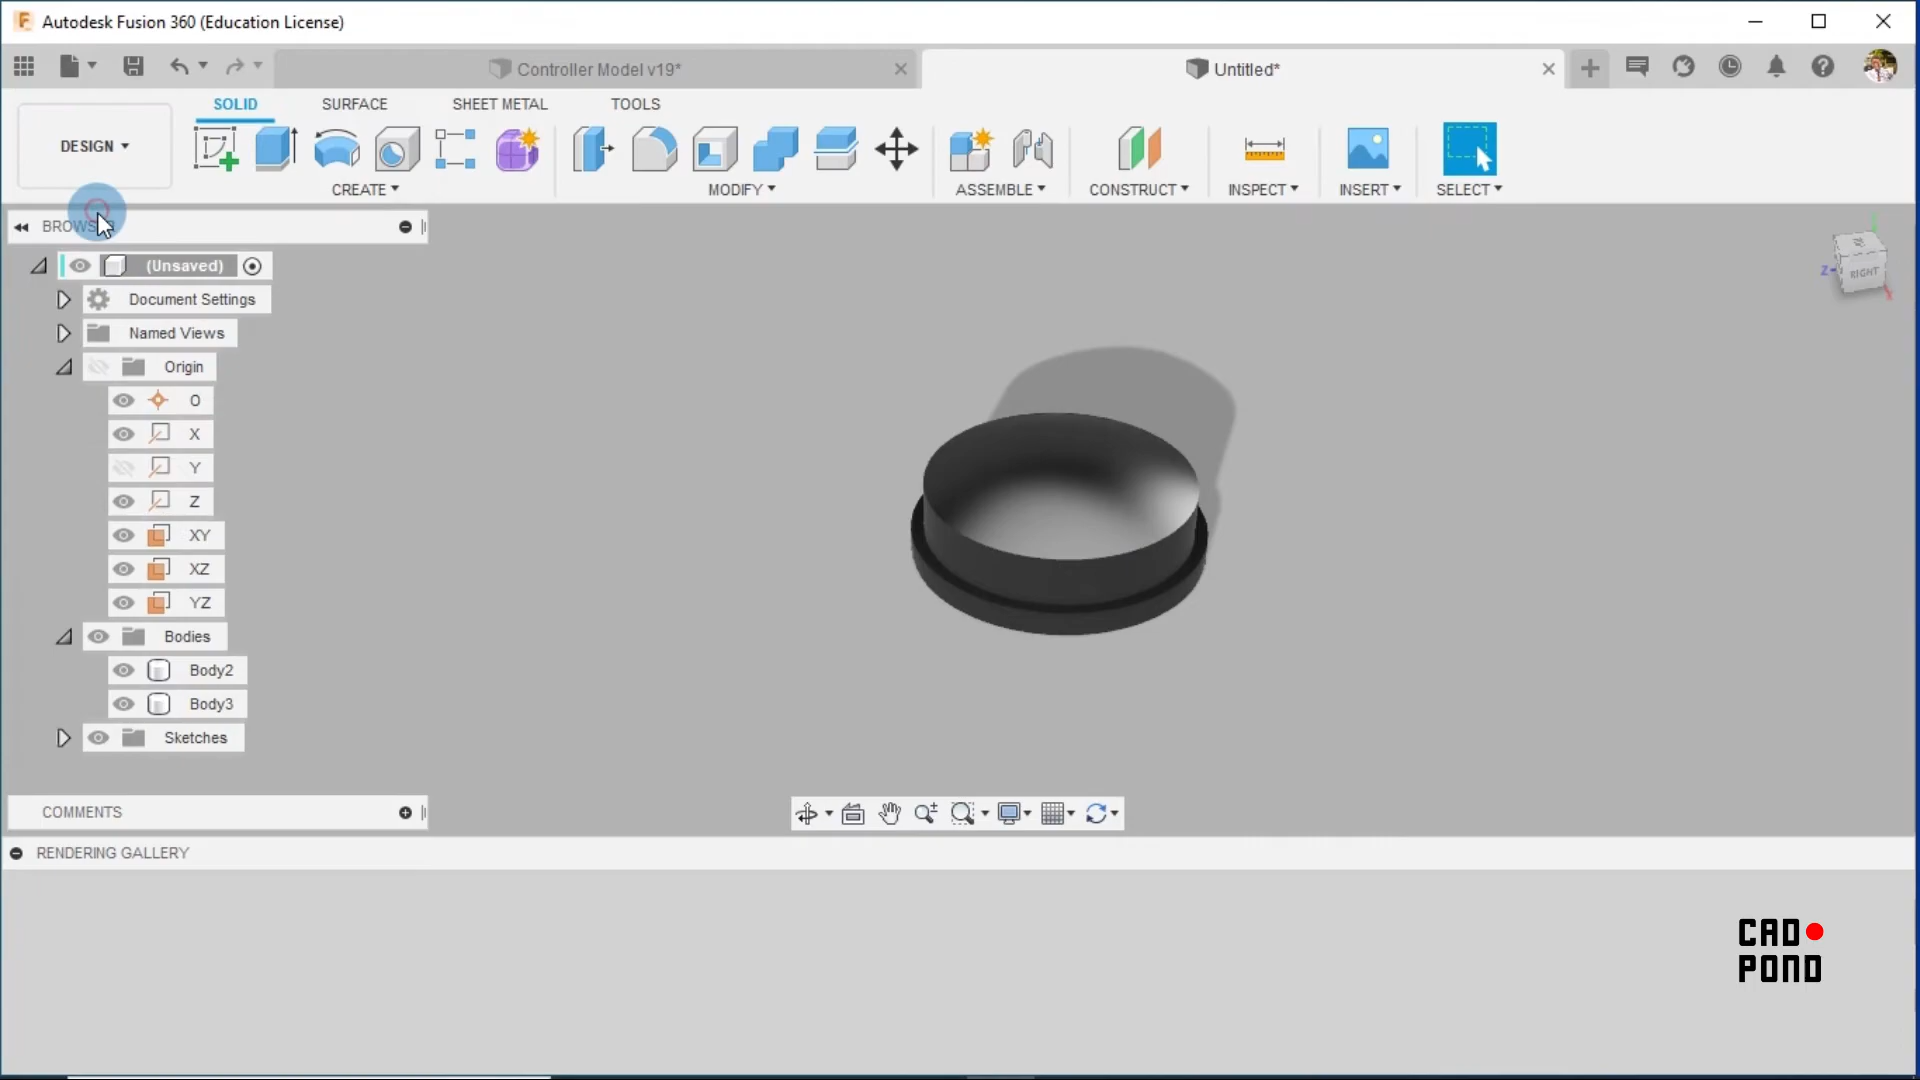 Autodesk Fusion 360 (Education License)
Controller Model v19*
Untitled*
SOLID SURFACE SHEET METAL TOOLS
DESIGN
CREATE MODIFY ASSEMBLE CONSTRUCT INSPECT INSERT SELECT
BROWSER
(Unsaved)
Document Settings
Named Views
Origin
O
X
Y
Z
XY
XZ
YZ
Bodies
Body2
Body3
Sketches
COMMENTS
RENDERING GALLERY
Z
RIGHT
CAD
POND